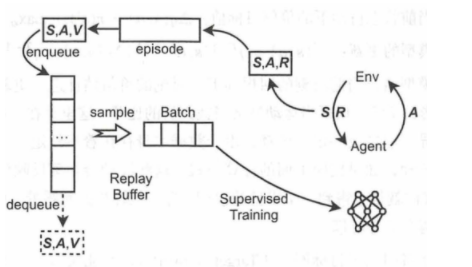 S,A,V
episode
enqueue
S,A,R
Env
sample
Batch
S
R
A
...
Agent
Replay
Buffer
Supervised
Training
dequeue
S,A,V